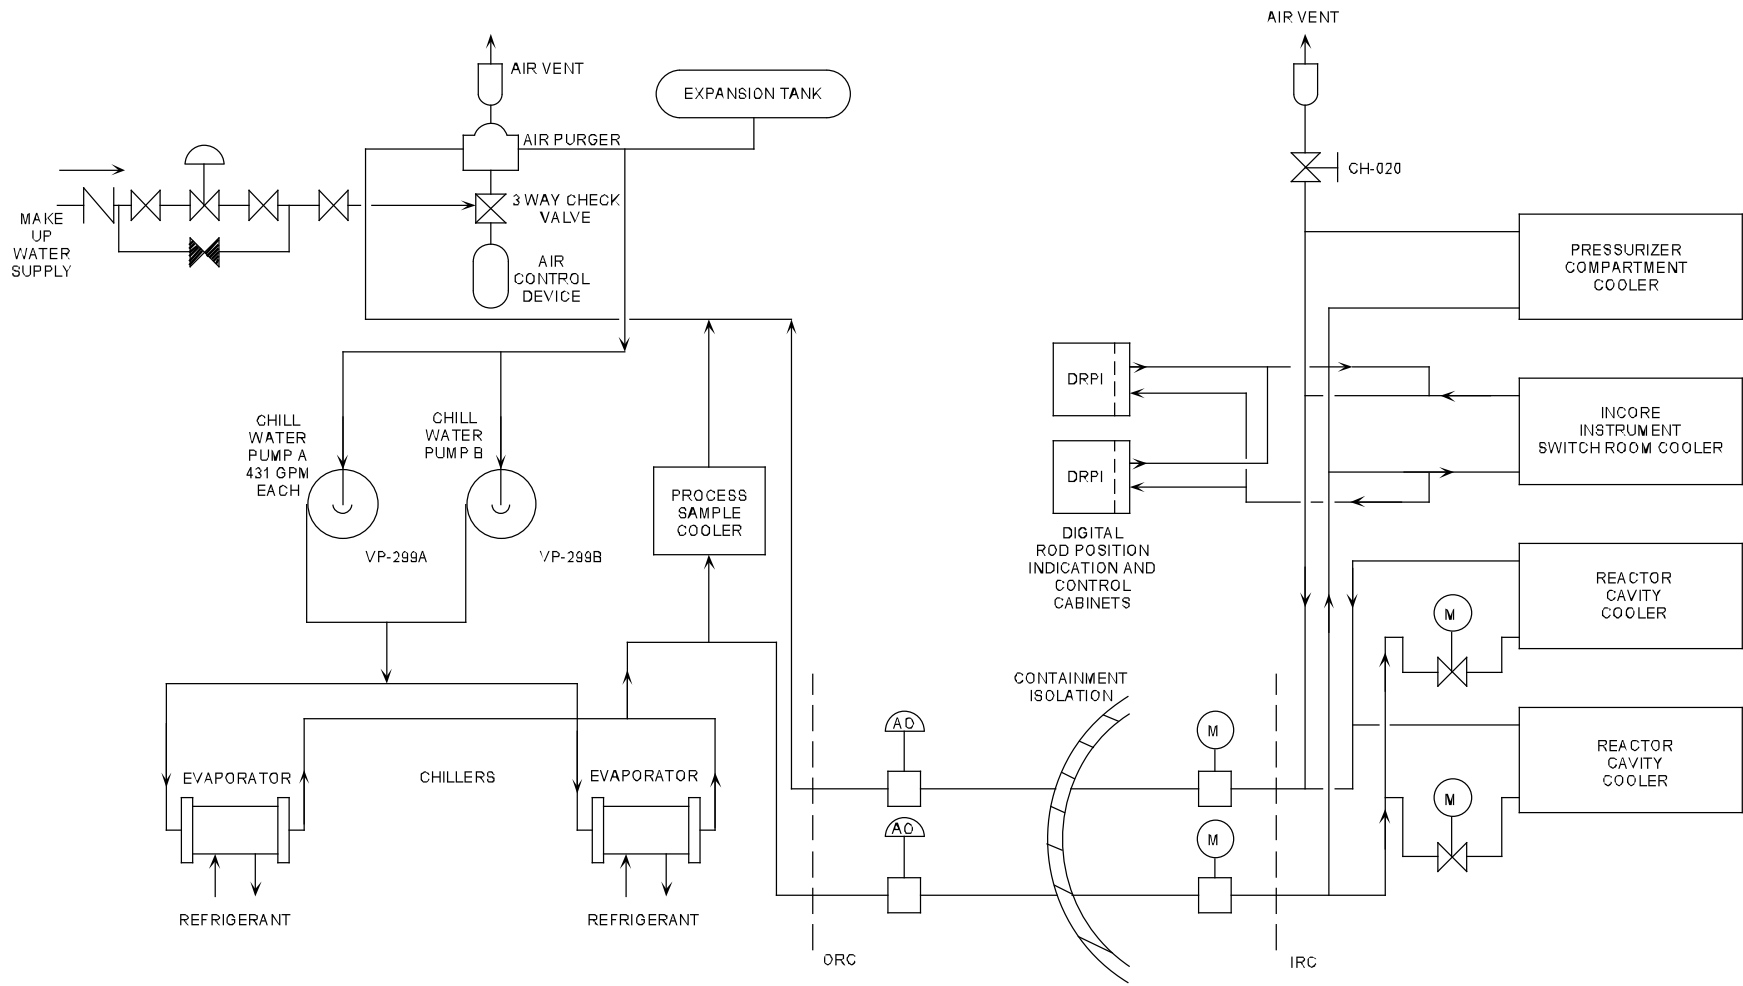 AIR VENT
AIR VENT
EXPANSION TANK
AIR PURGER
CH-020
3 WAY CHECK
VALVE
MAKE
UP
WATER
SUPPLY
AIR
CONTROL
DEVICE
PRESSURIZER
COMPARTMENT
COOLER
DRPI
INCORE
INSTRUMENT
SWITCH ROOM COOLER
CHILL
WATER
PUMP A
431 GPM
EACH
CHILL
WATER
PUMP B
DRPI
PROCESS
SAMPLE
COOLER
DIGITAL
ROD POSITION
INDICATION AND
CONTROL
CABINETS
VP-299A
VP-299B
REACTOR
CAVITY
COOLER
M
CONTAINMENT
ISOLATION
AO
M
REACTOR
CAVITY
COOLER
M
EVAPORATOR
CHILLERS
EVAPORATOR
AO
M
REFRIGERANT
REFRIGERANT
ORC
IRC